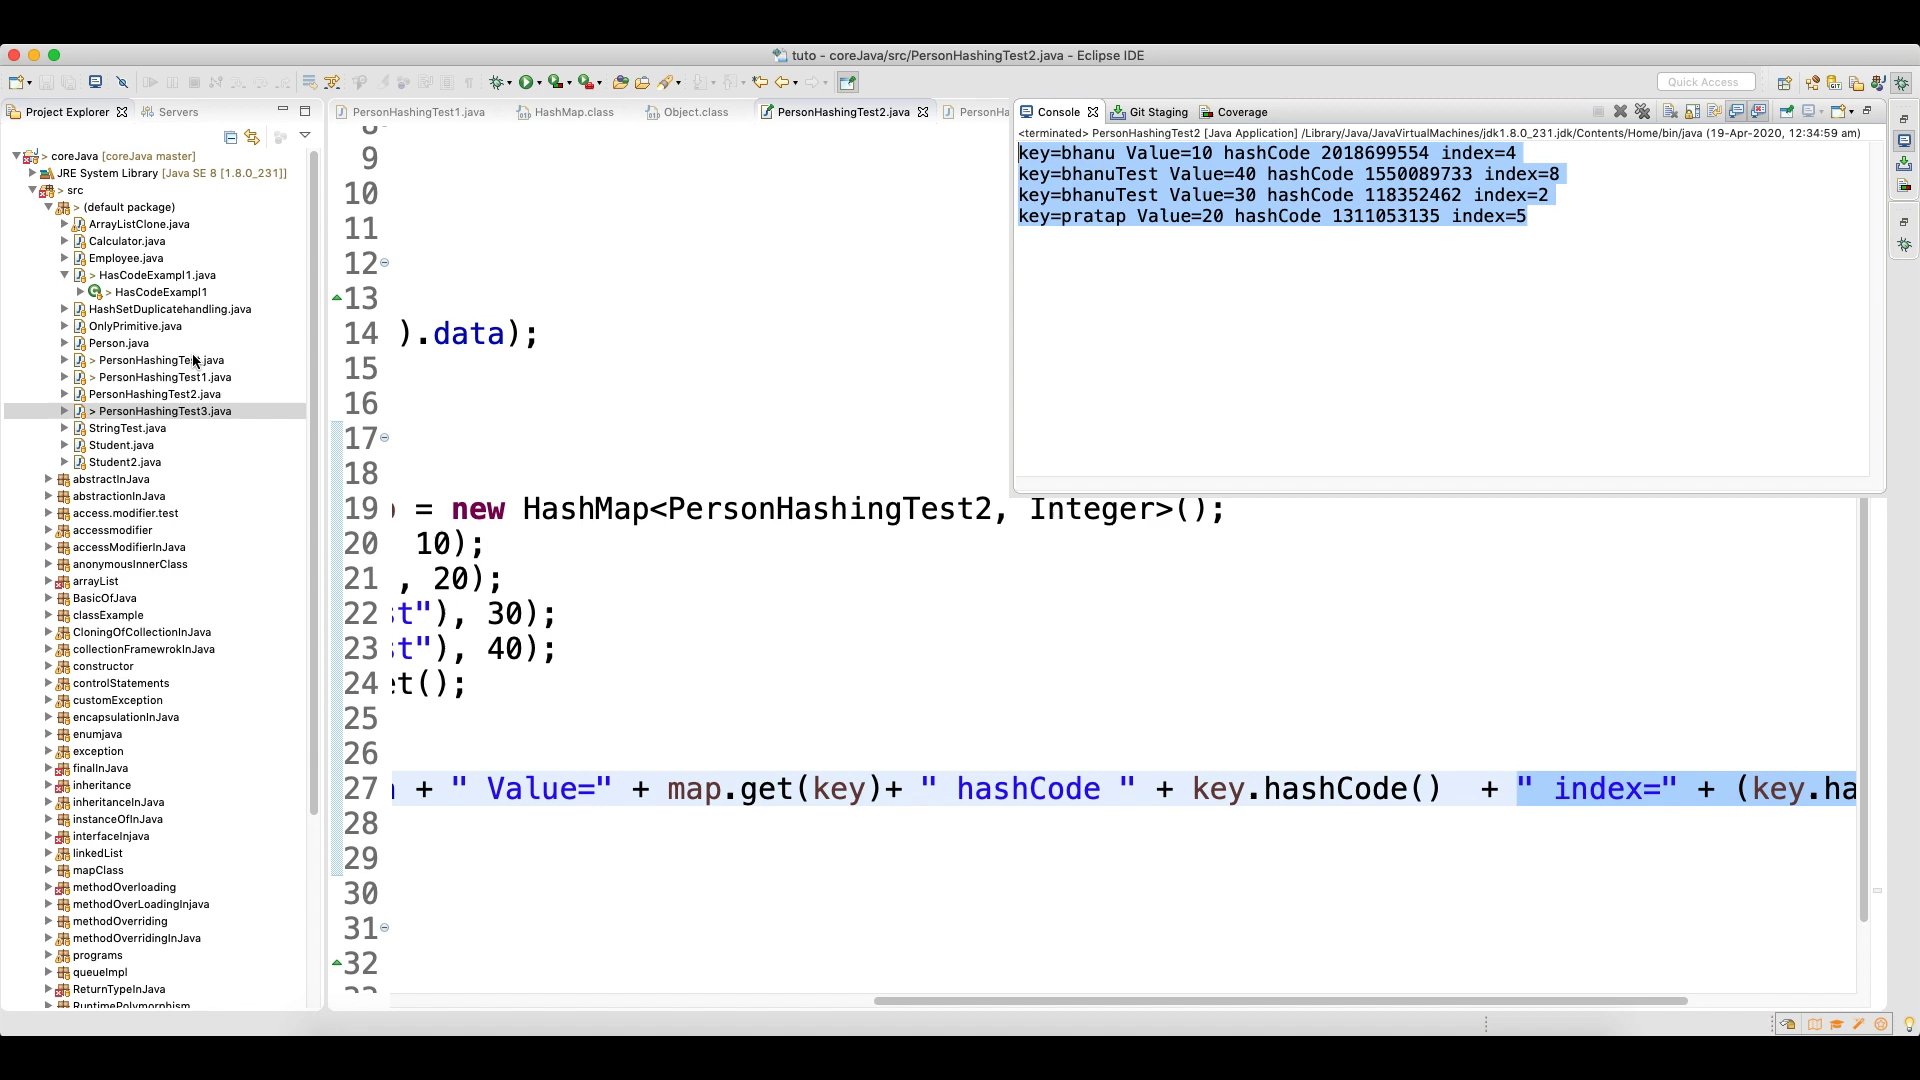 tuto - coreJava/src/PersonHashingTest2.java - Eclipse IDE
Quick Access
Project Explorer
Servers
PersonHashingTest1.java
HashMap.class
Object.class
PersonHashingTest2.java
PersonHa
Console
Git Staging
Coverage
<terminated> PersonHashingTest2 [Java Application] /Library/Java/JavaVirtualMachines/jdk1.8.0_231.jdk/Contents/Home/bin/java (19-Apr-2020, 12:34:59 am)
key=bhanu Value=10 hashCode 2018699554 index=4
key=bhanuTest Value=40 hashCode 1550089733 index=8
key=bhanuTest Value=30 hashCode 118352462 index=2
key=pratap Value=20 hashCode 1311053135 index=5
> coreJava [coreJava master]
JRE System Library [Java SE 8 [1.8.0_231]]
> src
> (default package)
ArrayListClone.java
Calculator.java
Employee.java
> HasCodeExampl1.java
> HasCodeExampl1
HashSetDuplicatehandling.java
OnlyPrimitive.java
Person.java
> PersonHashingTest.java
> PersonHashingTest1.java
PersonHashingTest2.java
> PersonHashingTest3.java
StringTest.java
Student.java
Student2.java
abstractInJava
abstractionInJava
access.modifier.test
accessmodifier
accessModifierInJava
anonymousInnerClass
arrayList
BasicOfJava
classExample
CloningOfCollectionInJava
collectionFramewrokInJava
constructor
controlStatements
customException
encapsulationInJava
enumjava
exception
finalInJava
inheritance
inheritanceInJava
instanceOfInJava
interfaceInjava
linkedList
mapClass
methodOverloading
methodOverLoadingInjava
methodOverriding
methodOverridingInJava
programs
queueImpl
ReturnTypeInJava
RuntimePolymorphism
8
9
10
11
12
13
14 ).data);
15
16
17
18
19 = new HashMap<PersonHashingTest2, Integer>();
20 10);
21 , 20);
22 st"), 30);
23 st"), 40);
24 et();
25
26
27 + " Value=" + map.get(key)+ " hashCode " + key.hashCode() + " index=" + (key.ha
28
29
30
31
32
33